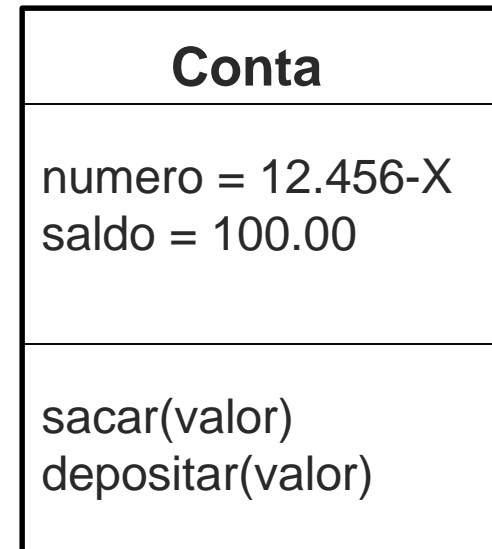 Conta
numero = 12.456-X
saldo = 100.00
sacar(valor)
depositar(valor)